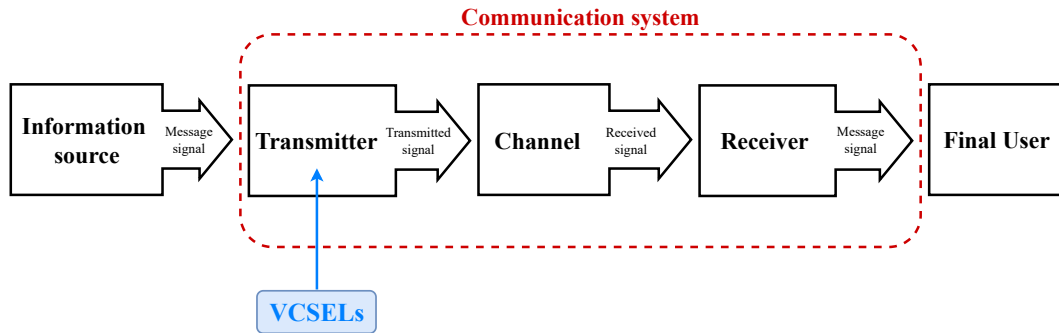 Communication system
Information
source
Message
signal
Transmitter
Transmitted
signal
Channel
Received
signal
Receiver
Message
signal
Final User
VCSELs